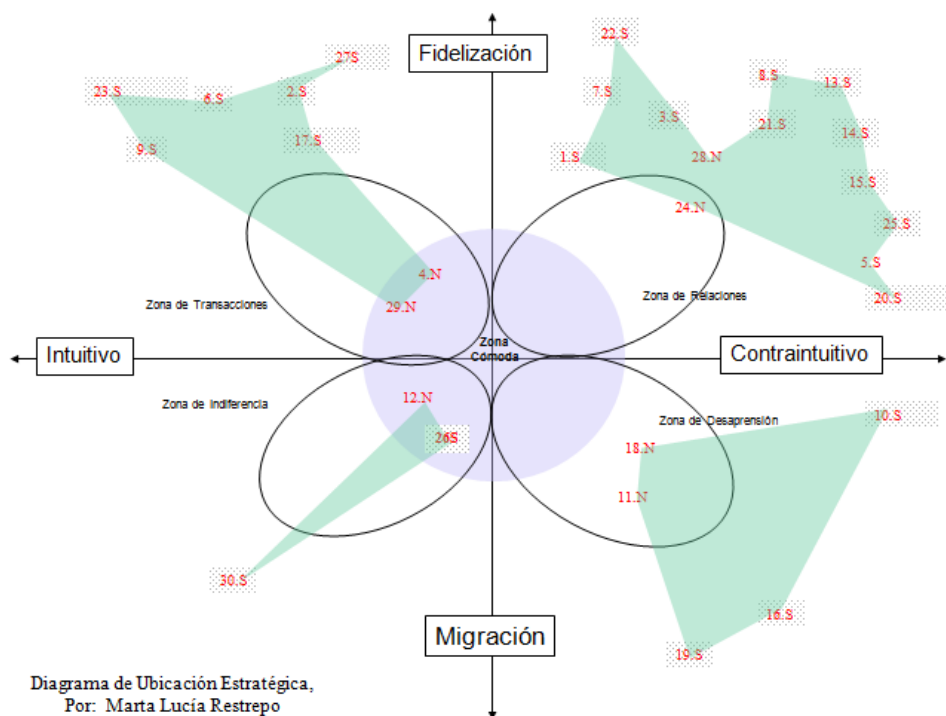 22.S
Fidelización
27S
8.S
13.S
23.S
6.S
2.S
7.S
3.S
21.S
14.S
17.S
9.S
1.S
28.N
15.S
24.N
25.S
4.N
5.S
29.N
Zona de Transacciones
Zona de Relaciones
20.S
Zona
Cómoda
Intuitivo
Contraintuitivo
12.N
Zona de Indiferencia
Zona de Desaprensión
10.S
26S
18.N
11.N
30.S
16.S
Migración
19.S
Diagrama de Ubicación Estratégica,
Por: Marta Lucía Restrepo